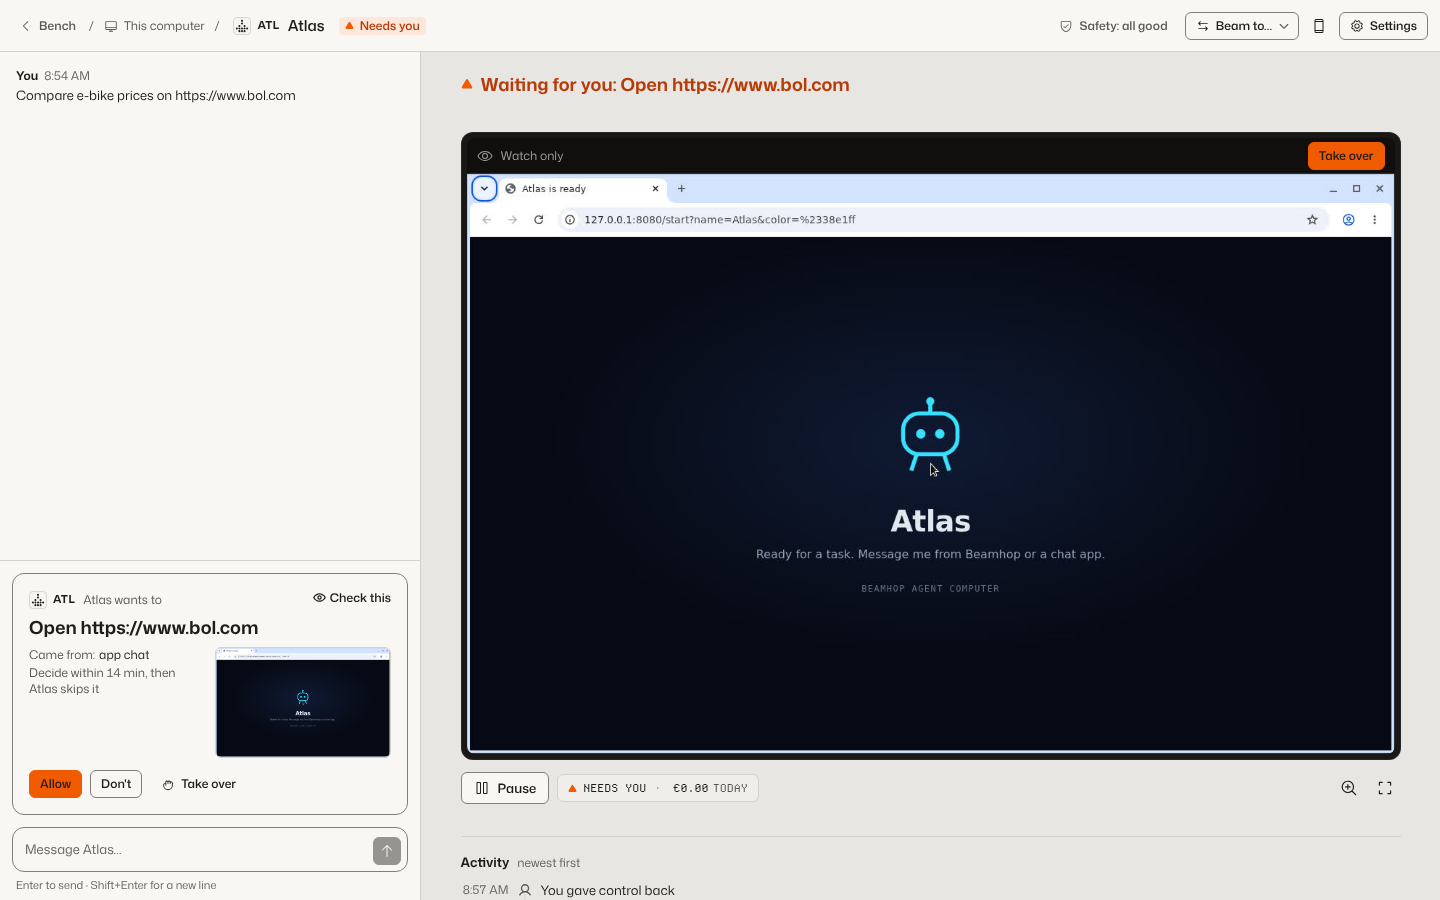 Bench / This computer / ATL Atlas Needs you
Safety: all good
Beam to...
Settings
You 8:54 AM
Compare e-bike prices on https://www.bol.com
ATL Atlas wants to
Check this
Open https://www.bol.com
Came from: app chat
Decide within 14 min, then
Atlas skips it
Allow
Don't
Take over
Message Atlas...
Enter to send · Shift+Enter for a new line
Waiting for you: Open https://www.bol.com
Watch only
Take over
Atlas is ready
127.0.0.1:8080/start?name=Atlas&color=%2338e1ff
Atlas
Ready for a task. Message me from Beamhop or a chat app.
BEAMHOP AGENT COMPUTER
Pause
NEEDS YOU · €0.00 TODAY
Activity newest first
8:57 AM You gave control back